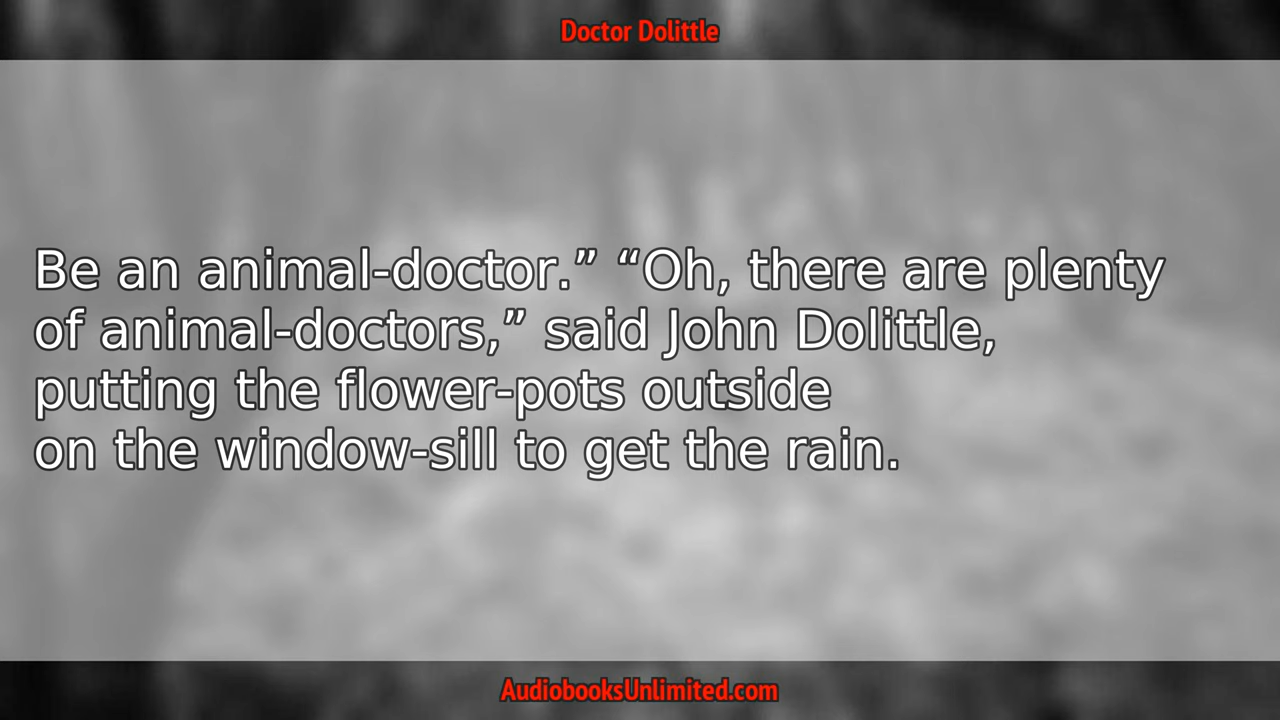 Doctor Dolittle
Be an animal-doctor.” “Oh, there are plenty
of animal-doctors,” said John Dolittle,
putting the flower-pots outside
on the window-sill to get the rain.
AudiobooksUnlimited.com